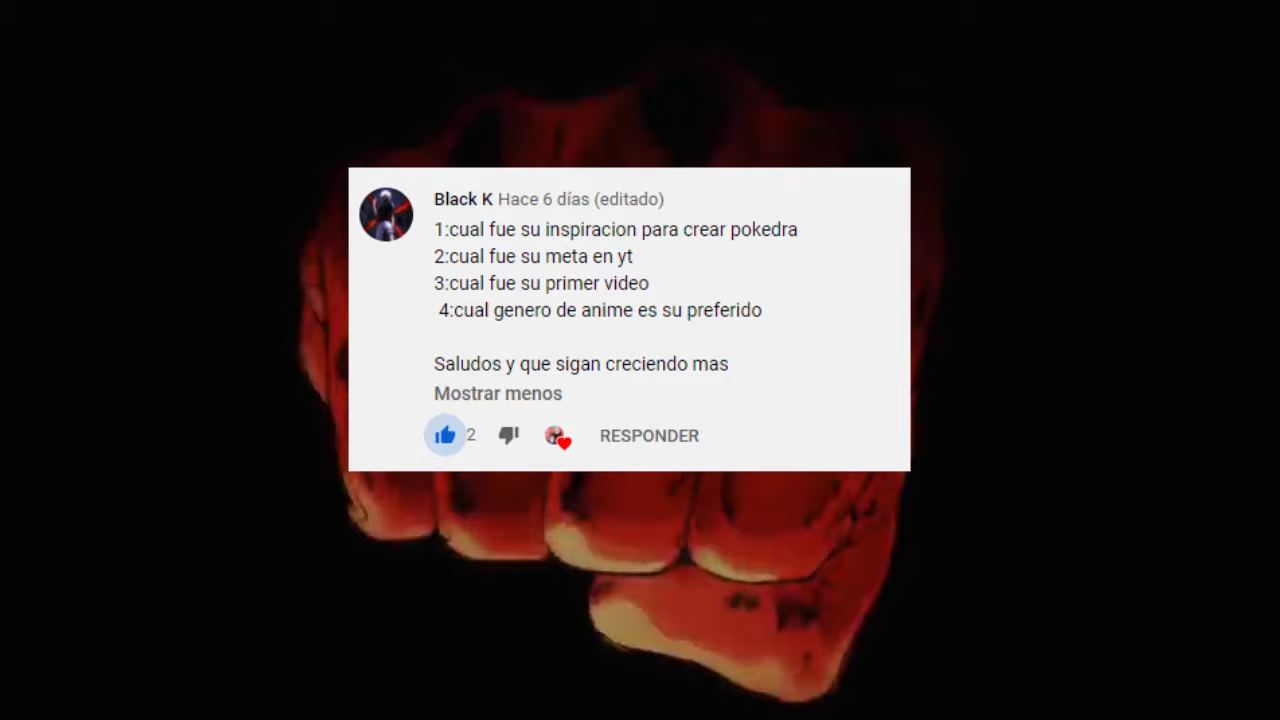 Black K Hace 6 días (editado)
1:cual fue su inspiracion para crear pokedra
2:cual fue su meta en yt
3:cual fue su primer video
4:cual genero de anime es su preferido
Saludos y que sigan creciendo mas
Mostrar menos
2 RESPONDER